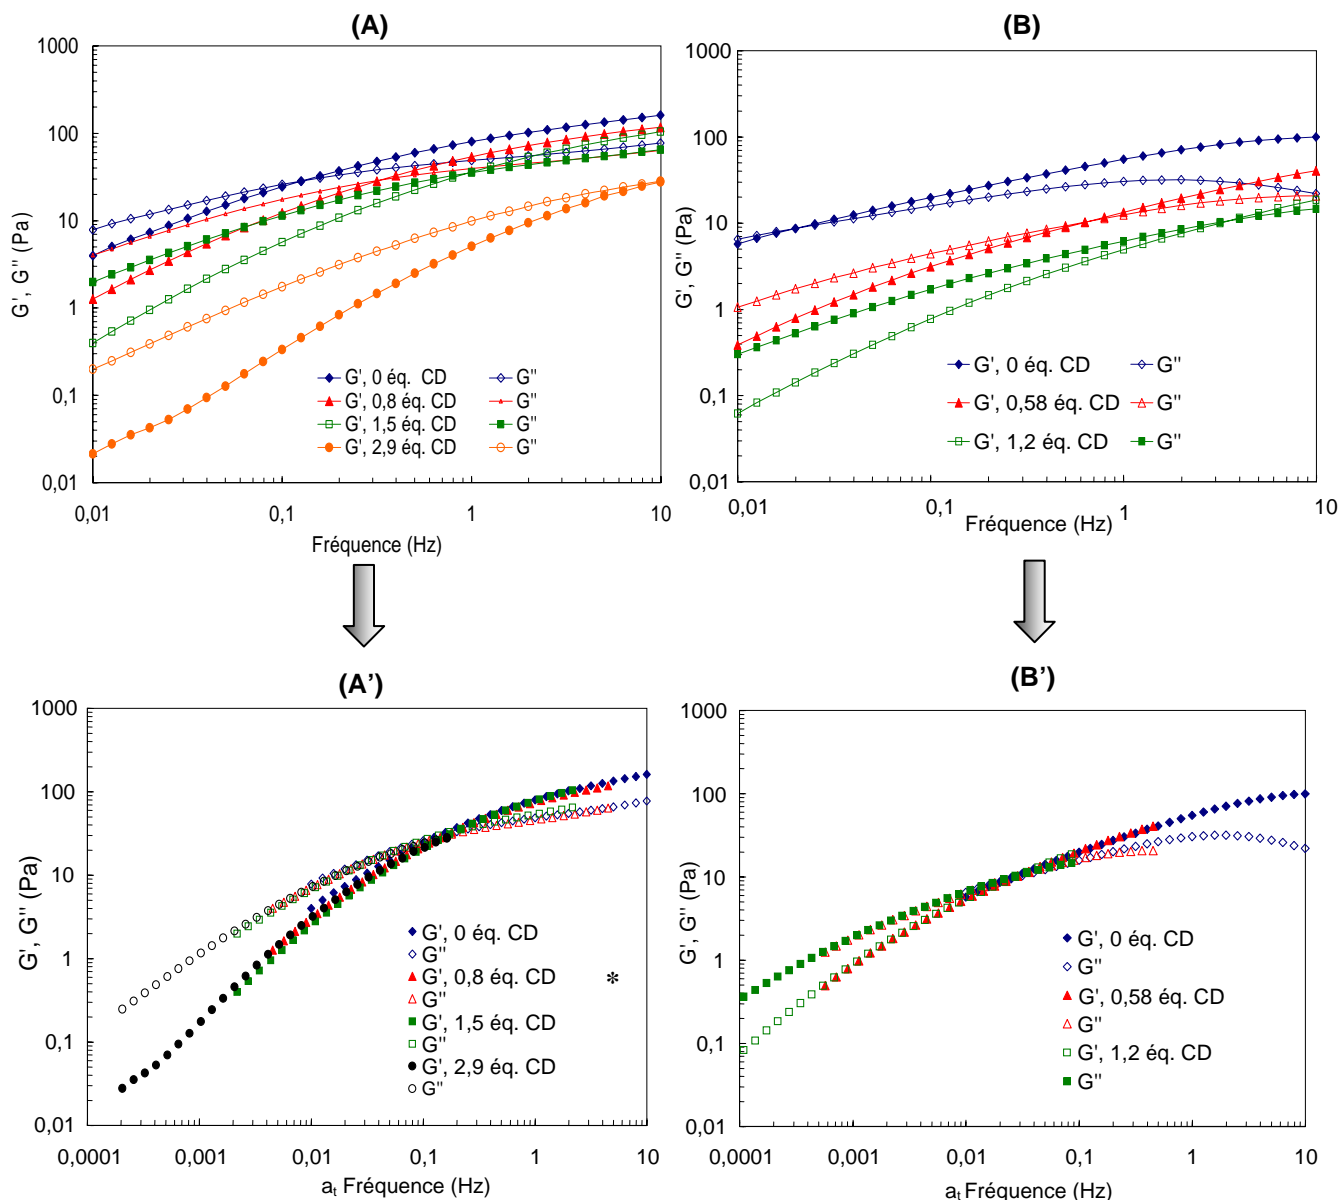 (A)
1000
100
10
1
0,1
0,01
G', G'' (Pa)
0,01
0,1
1
10
Fréquence (Hz)
G', 0 éq. CD
G''
G', 0,8 éq. CD
G''
G', 1,5 éq. CD
G''
G', 2,9 éq. CD
G''
(B)
1000
100
10
1
0,1
0,01
G', G'' (Pa)
0,01
0,1
1
10
Fréquence (Hz)
G', 0 éq. CD
G''
G', 0,58 éq. CD
G''
G', 1,2 éq CD
G''
(A')
1000
100
10
1
0,1
0,01
G', G'' (Pa)
0,0001
0,001
0,01
0,1
1
10
at Fréquence (Hz)
G', 0 éq. CD
G''
G', 0,8 éq. CD
*
G''
G', 1,5 éq. CD
G''
G', 2,9 éq. CD
G''
(B')
1000
100
10
1
0,1
0,01
G', G'' (Pa)
0,0001
0,001
0,01
0,1
1
10
at Fréquence (Hz)
G', 0 éq. CD
G''
G', 0,58 éq. CD
G''
G', 1,2 éq. CD
G''